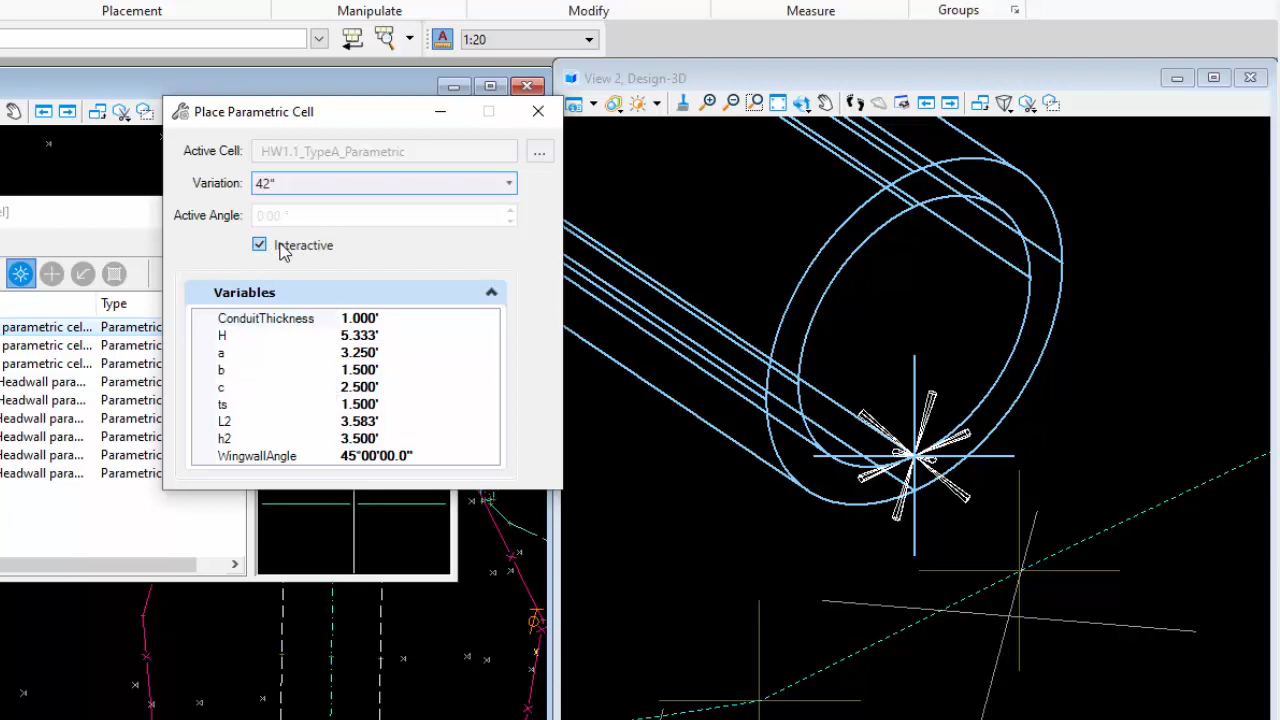 Placement Manipulate Modify Measure Groups
1:20
View 2, Design-3D
Place Parametric Cell
Active Cell: HW1.1_TypeA_Parametric ...
Variation: 42"
Active Angle: 0.00 °
Interactive
Variables
ConduitThickness 1.000'
H 5.333'
a 3.250'
b 1.500'
c 2.500'
ts 1.500'
L2 3.583'
h2 3.500'
WingwallAngle 45°00'00.0"
Type
parametric cel... Parametric
parametric cel... Parametric
parametric cel... Parametric
Headwall para... Parametric
Headwall para... Parametric
Headwall para... Parametric
Headwall para... Parametric
Headwall para... Parametric
Headwall para... Parametric